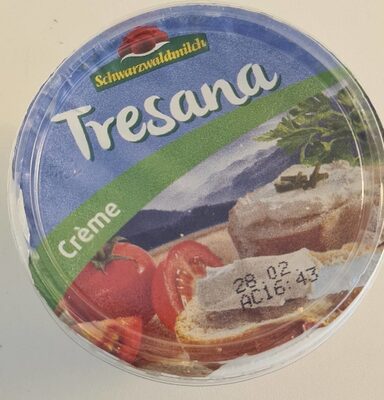 Schwarzwaldmilch
Tresana
Crème
28 02
AC16:43